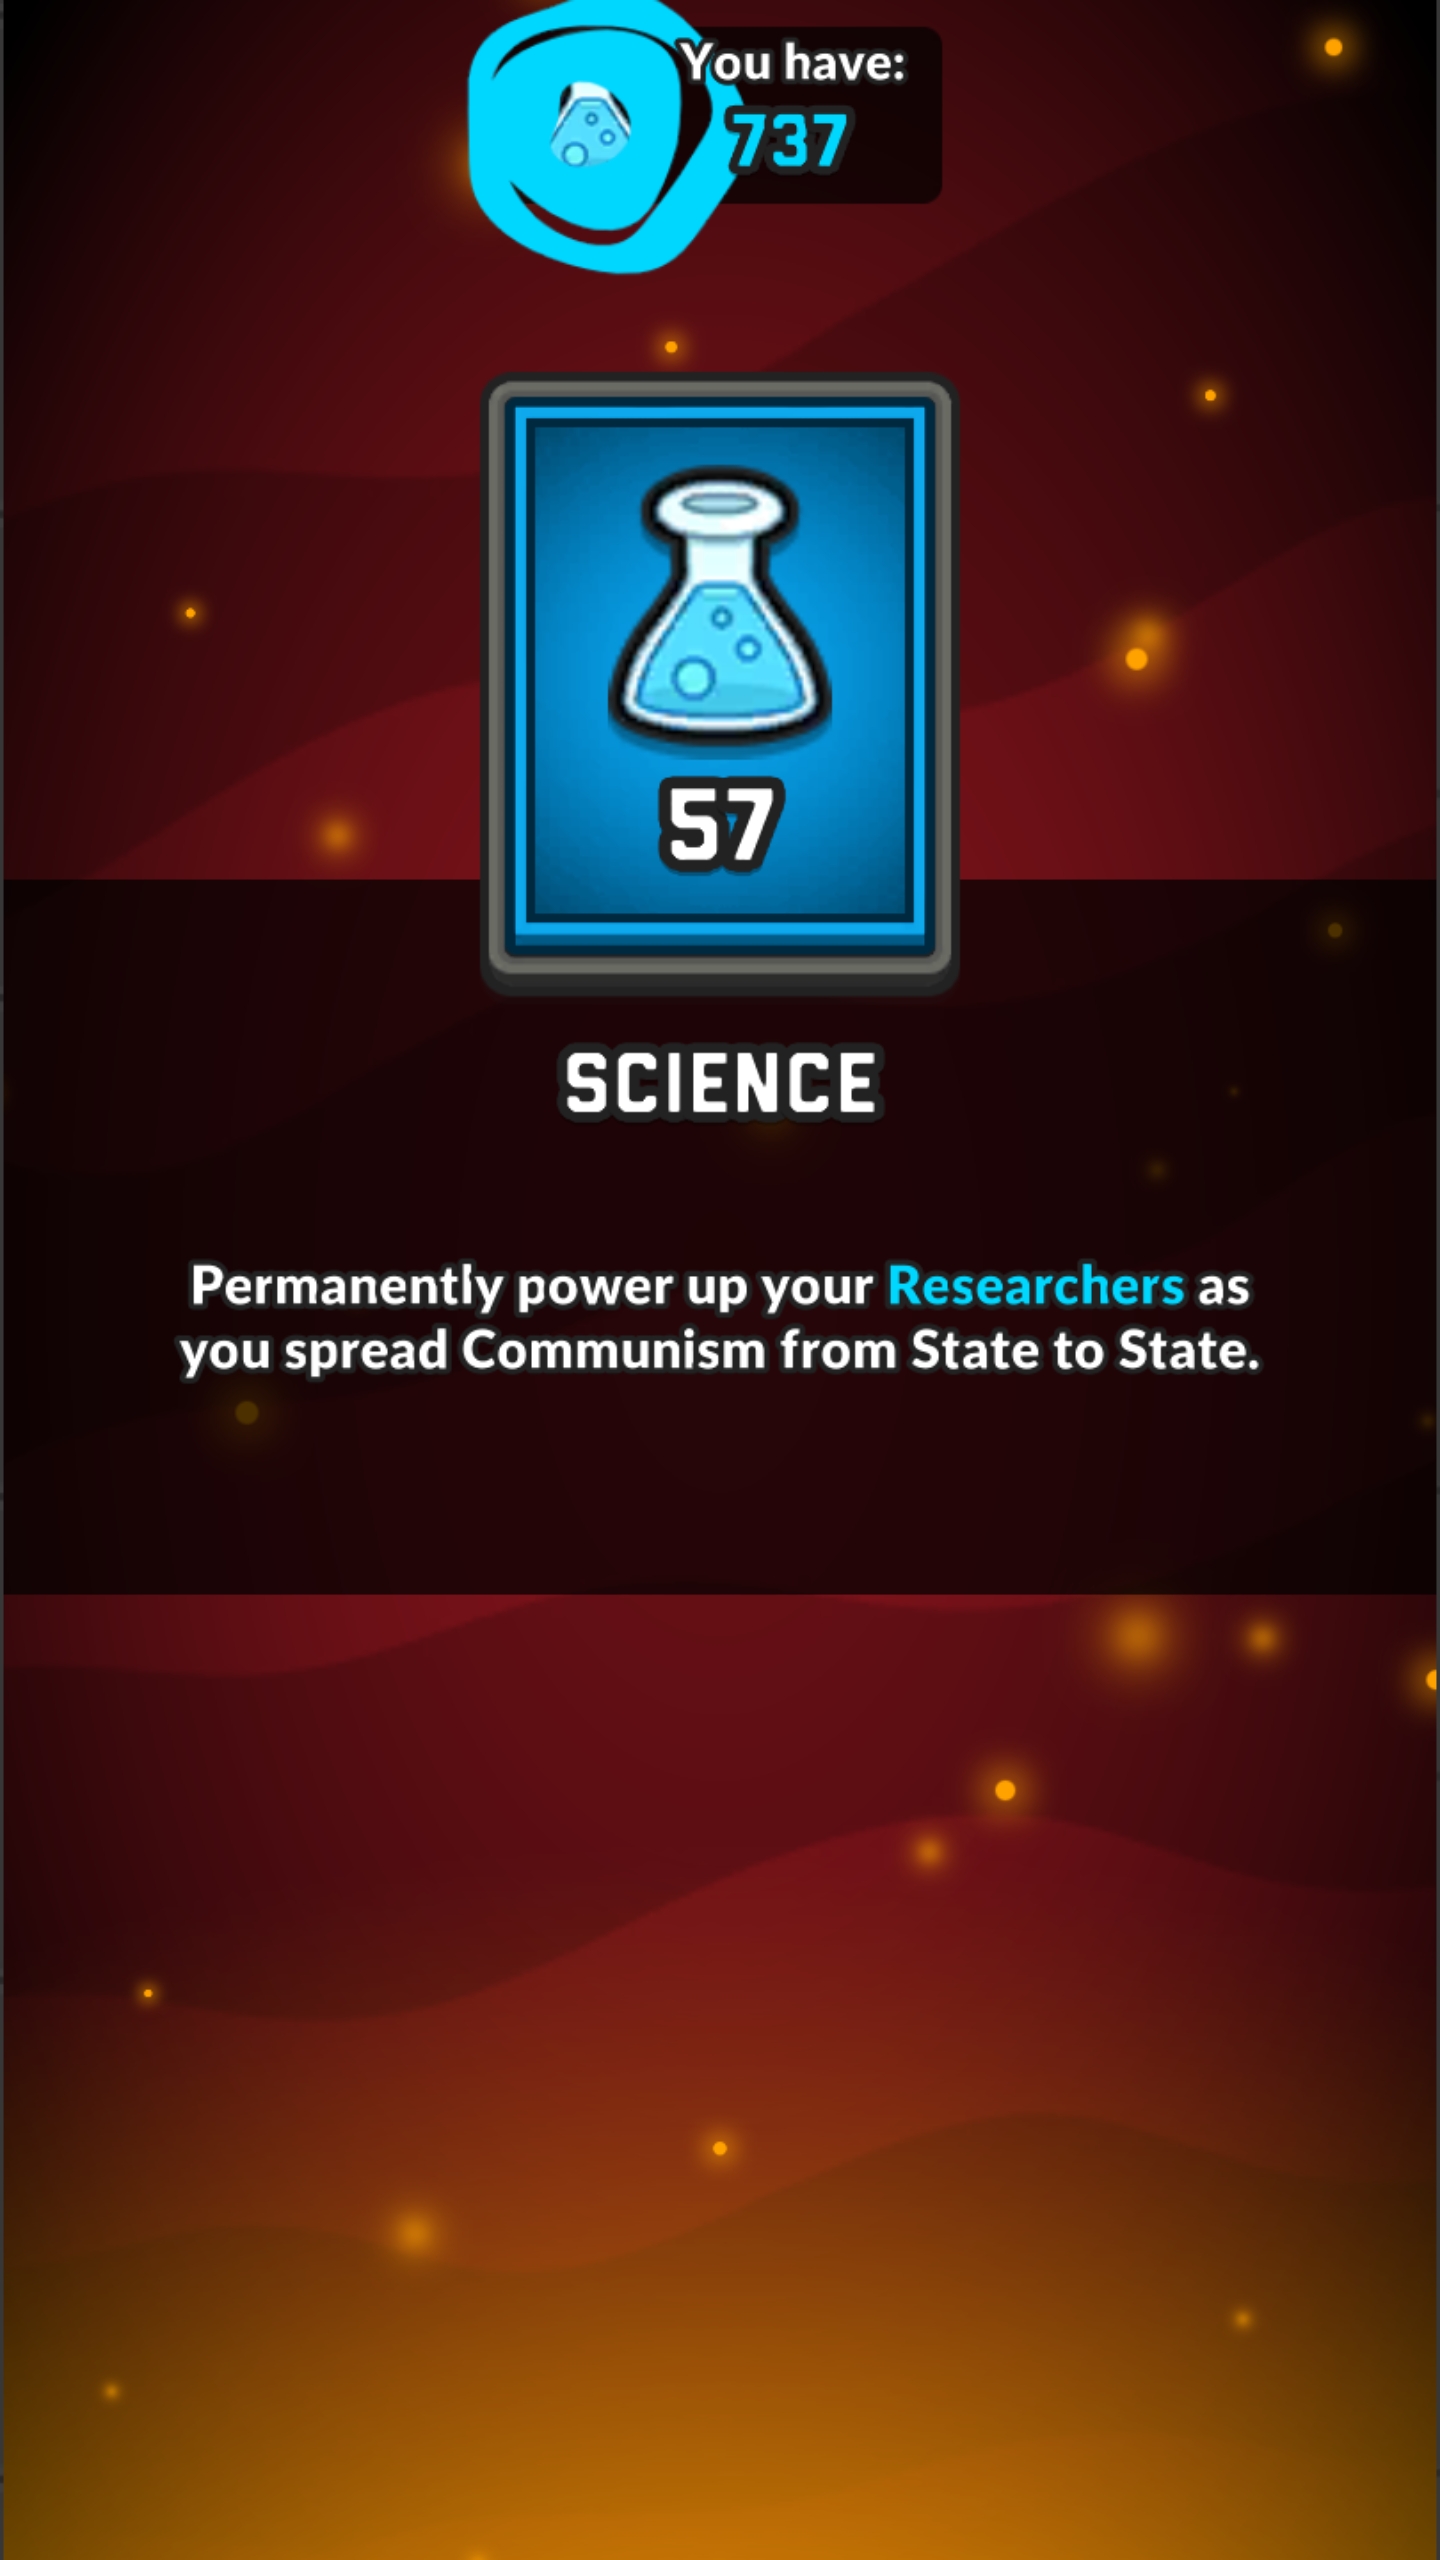 You have:
737
57
SCIENCE
Permanently power up your Researchers as
you spread Communism from State to State.